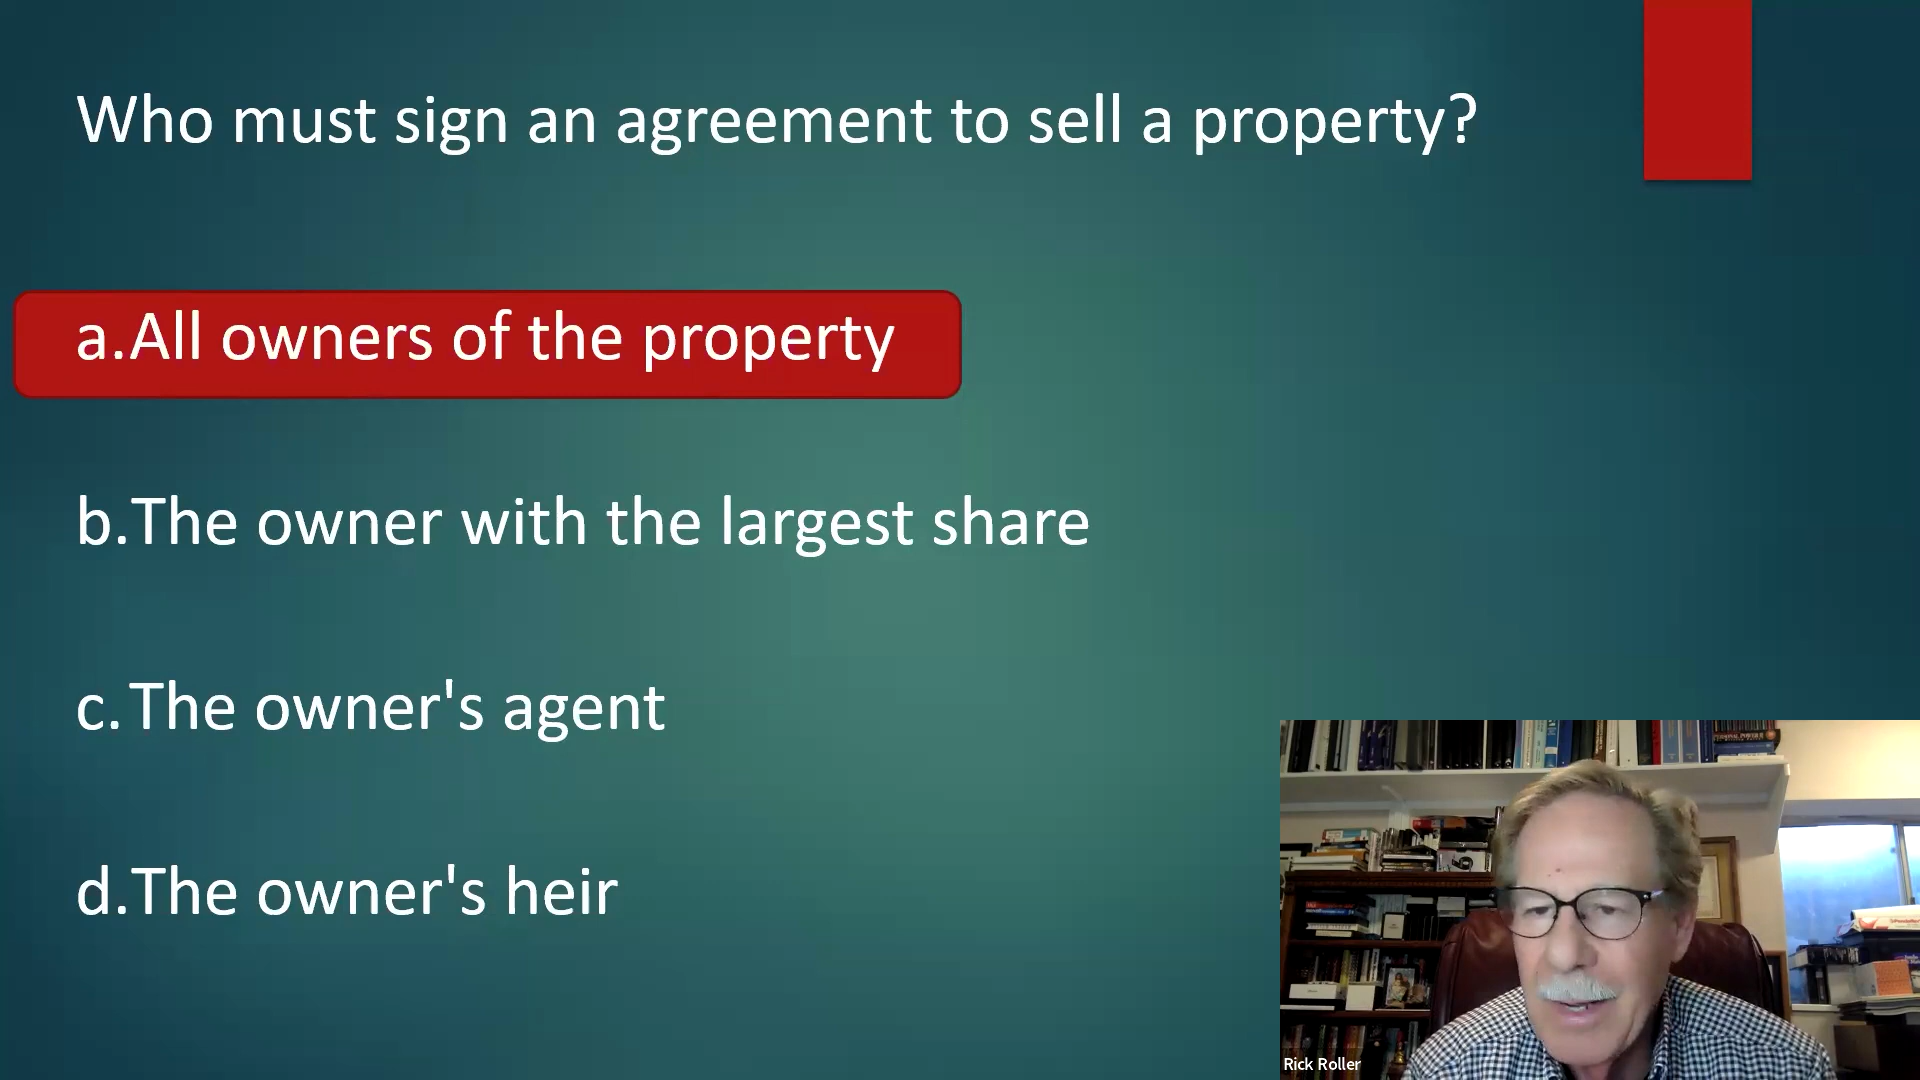 Who must sign an agreement to sell a property?
a.All owners of the property
b.The owner with the largest share
c.The owner's agent
d.The owner's heir
Rick Roller